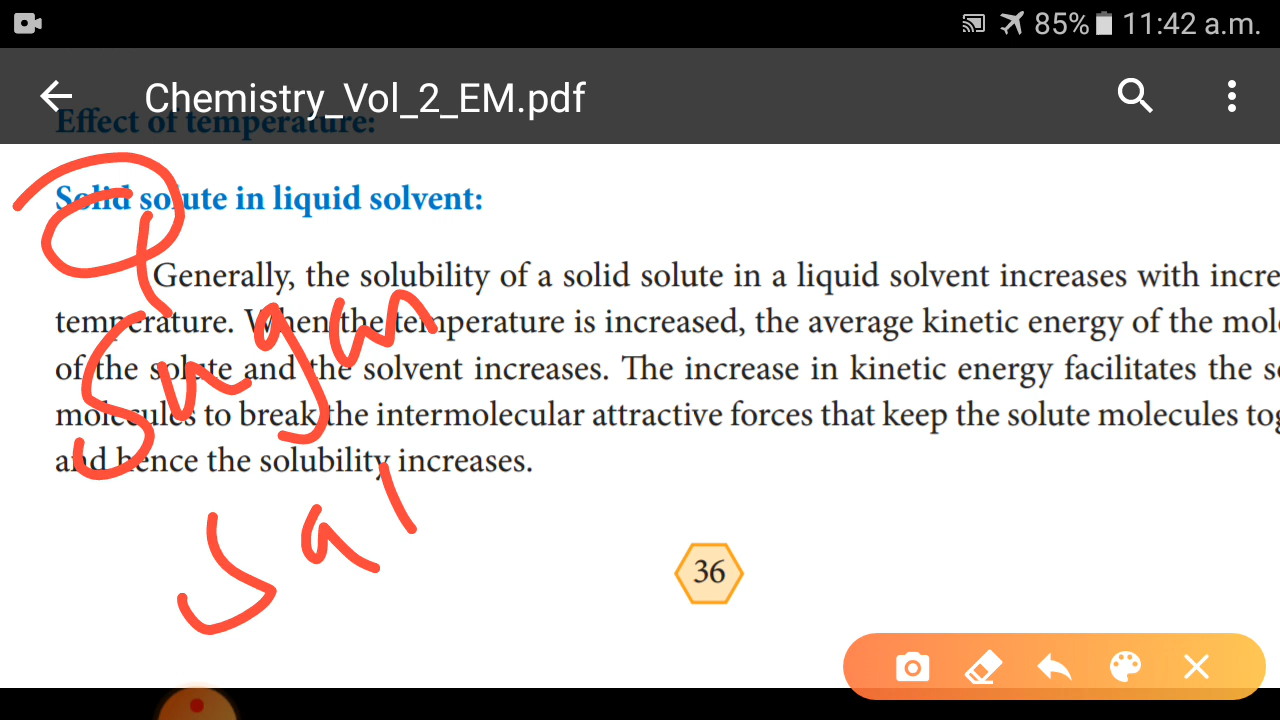 85% 11:42 a.m.
Chemistry_Vol_2_EM.pdf
Effect of temperature:
Solid solute in liquid solvent:
Generally, the solubility of a solid solute in a liquid solvent increases with incre
temperature. When the temperature is increased, the average kinetic energy of the mol
of the solute and the solvent increases. The increase in kinetic energy facilitates the s
molecules to break the intermolecular attractive forces that keep the solute molecules tog
and hence the solubility increases.
Sugar
Sal
36